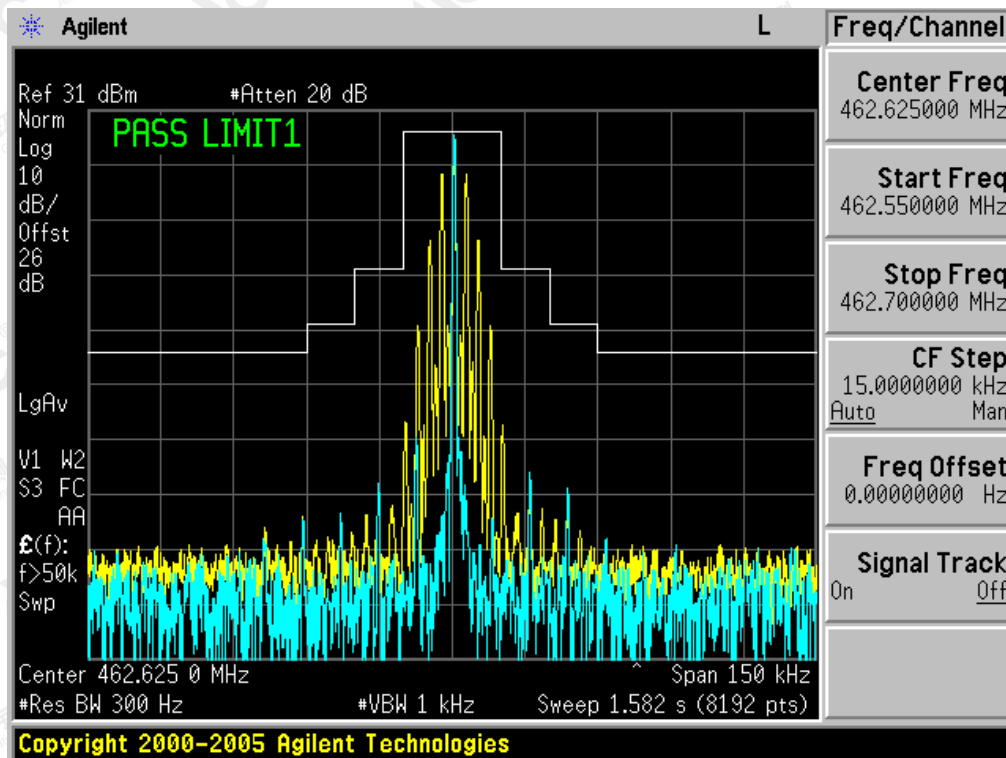 Agilent L Freq/Channel
Ref 31 dBm #Atten 20 dB
Norm
Log
10
dB/
Offst
26
dB
PASS LIMIT1
LgAv
V1 W2
S3 FC
AA
£(f):
f>50k
Swp
Center 462.625 0 MHz ^ Span 150 kHz
#Res BW 300 Hz #VBW 1 kHz Sweep 1.582 s (8192 pts)
Copyright 2000-2005 Agilent Technologies
Center Freq
462.625000 MHz
Start Freq
462.550000 MHz
Stop Freq
462.700000 MHz
CF Step
15.0000000 kHz
Auto Man
Freq Offset
0.00000000 Hz
Signal Track
On Off